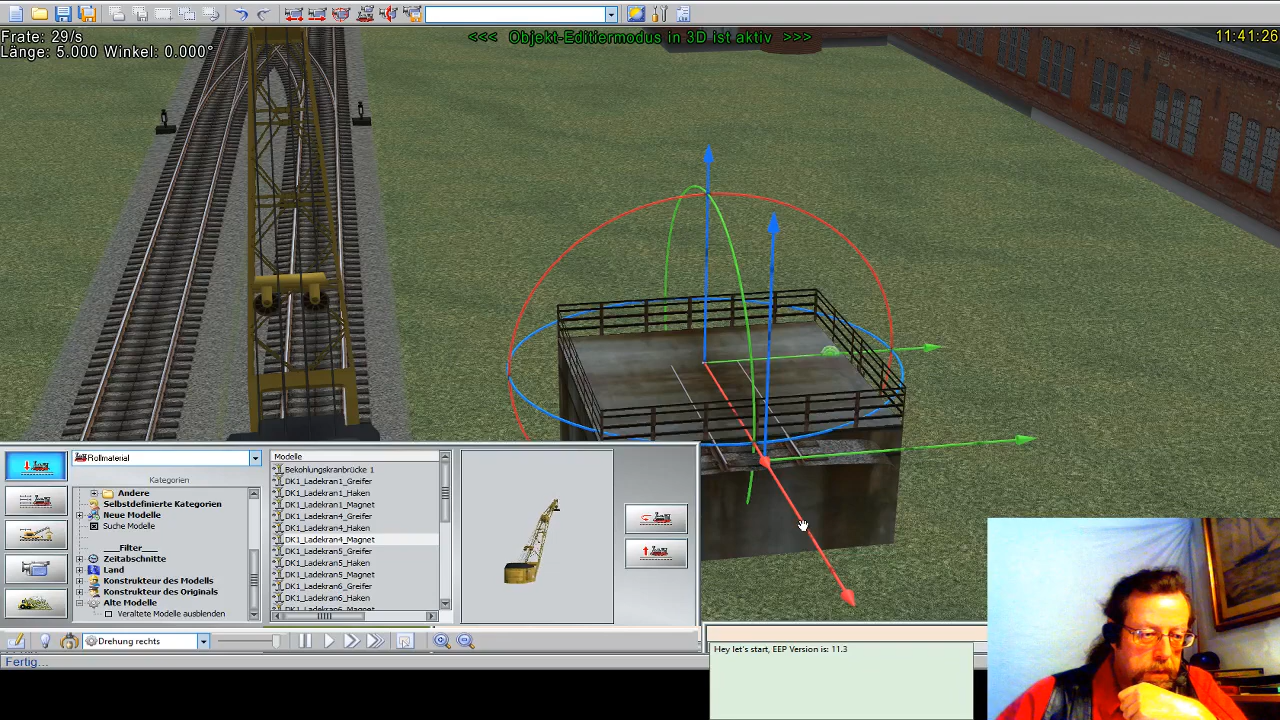 Frate: 29/s
Länge: 5.000 Winkel: 0.000°
<<< Objekt-Editiermodus in 3D ist aktiv >>>
11:41:26
Rollmaterial
Kategorien
Andere
Selbstdefinierte Kategorien
Neue Modelle
Suche Modelle
___Filter___
Zeitabschnitte
Land
Konstrukteur des Modells
Konstrukteur des Originals
Alte Modelle
Veraltete Modelle ausblenden
Modelle
Bekohlungskranbrücke 1
DK1_Ladekran1_Greifer
DK1_Ladekran1_Haken
DK1_Ladekran1_Magnet
DK1_Ladekran4_Greifer
DK1_Ladekran4_Haken
DK1_Ladekran4_Magnet
DK1_Ladekran5_Greifer
DK1_Ladekran5_Haken
DK1_Ladekran5_Magnet
DK1_Ladekran6_Greifer
DK1_Ladekran6_Haken
DK1_Ladekran6_Magnet
Drehung rechts
Fertig...
Hey let's start, EEP Version is: 11.3